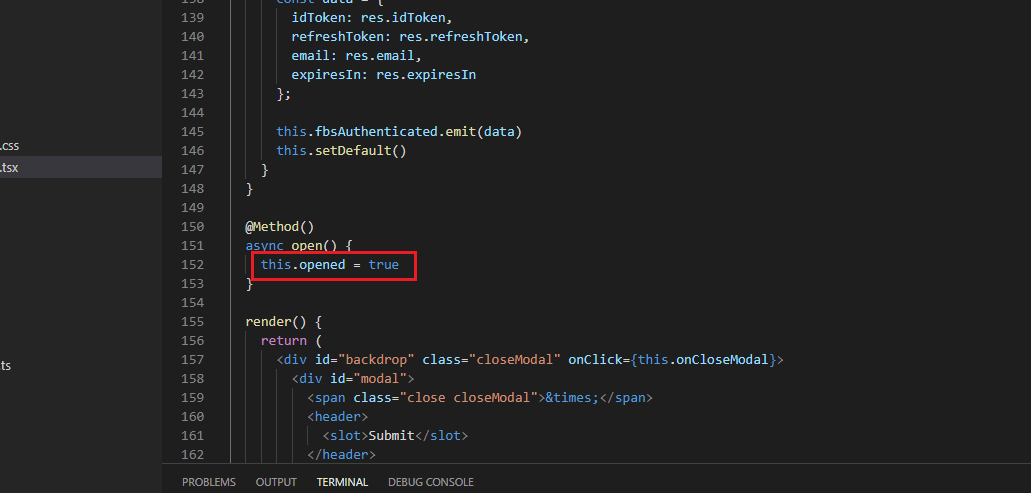 138 const data = {
139 idToken: res.idToken,
140 refreshToken: res.refreshToken,
141 email: res.email,
142 expiresIn: res.expiresIn
143 };
144
145 this.fbsAuthenticated.emit(data)
.css
146 this.setDefault()
.tsx
147 }
148 }
149
150 @Method()
151 async open() {
152 this.opened = true
153 }
154
155 render() {
156 return (
.ts
157 <div id="backdrop" class="closeModal" onClick={this.onCloseModal}>
158 <div id="modal">
159 <span class="close closeModal">&times;</span>
160 <header>
161 <slot>Submit</slot>
162 </header>
PROBLEMS OUTPUT TERMINAL DEBUG CONSOLE